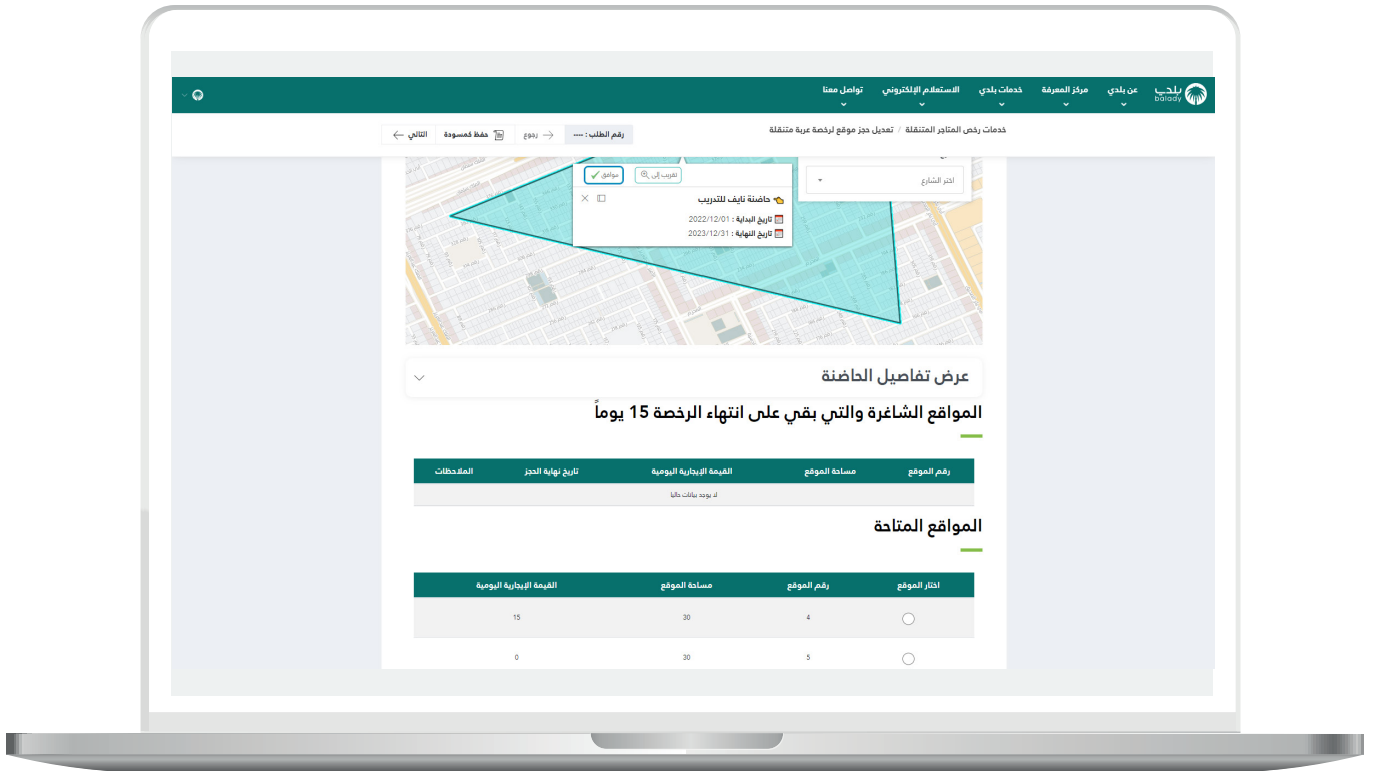 بلدي
balady
عن بلدي
مركز المعرفة
خدمات بلدي
الاستعلام الإلكتروني
تواصل معنا
خدمات رخص المتاجر المتنقلة / تعديل حجز موقع لرخصة عربة متنقلة
رقم الطلب : ----
رجوع
حفظ كمسودة
التالي
اختر الشارع
تقريب إلى
موافق
حاضنة نايف للتدريب
تاريخ البداية : 2022/12/01
تاريخ النهاية : 2023/12/31
عرض تفاصيل الحاضنة
المواقع الشاغرة والتي بقي على انتهاء الرخصة 15 يوماً
رقم الموقع مساحة الموقع القيمة الإيجارية اليومية تاريخ نهاية الحجز الملاحظات
لا يوجد بيانات حاليا
المواقع المتاحة
اختار الموقع رقم الموقع مساحة الموقع القيمة الإيجارية اليومية
4 30 15
5 30 0